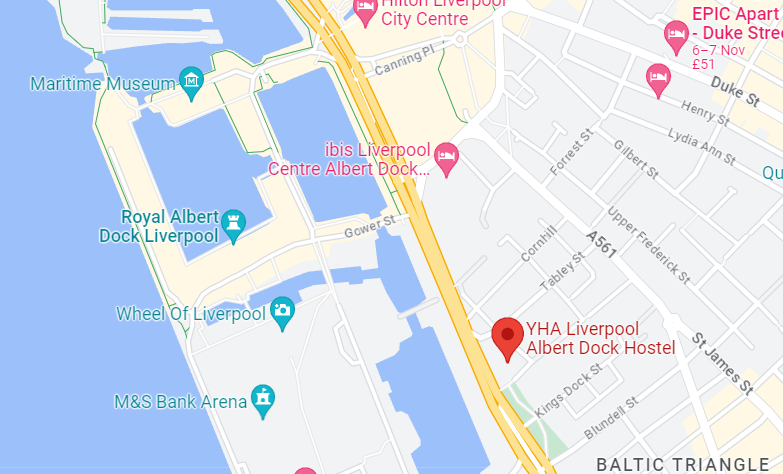 Hilton Liverpool
City Centre
EPIC Apart
- Duke Stre
6–7 Nov
£51
Canning Pl
Maritime Museum
Duke St
Henry St
Lydia Ann St
ibis Liverpool
Centre Albert Dock...
Forrest St
Gilbert St
Qu
Royal Albert
Dock Liverpool
Gower St
Upper Frederick St
Cornhill
A561
Tabley St
Wheel Of Liverpool
YHA Liverpool
Albert Dock Hostel
St James St
M&S Bank Arena
Kings Dock St
Blundell St
BALTIC TRIANGLE